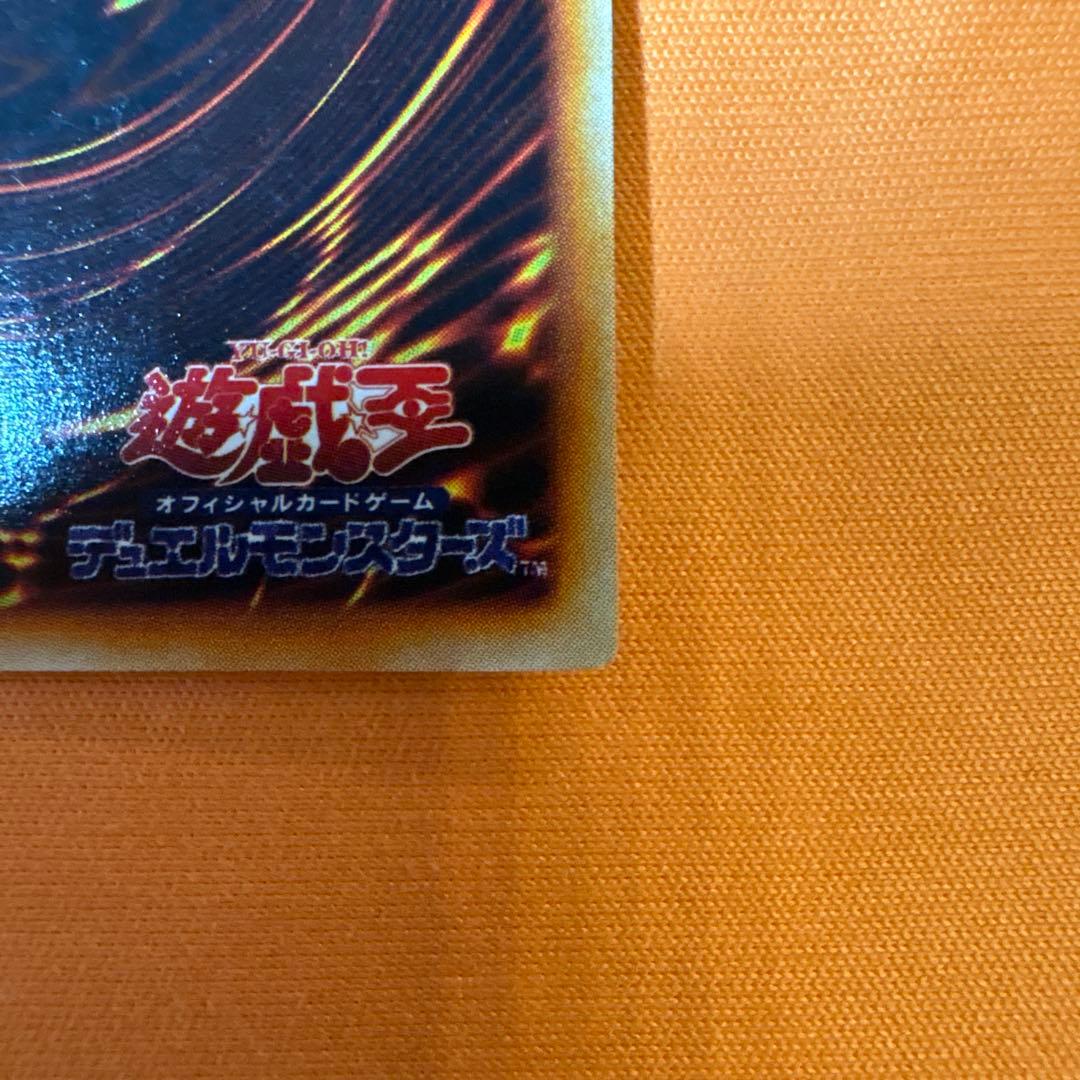 YU-GI-OH!
遊戯王
オフィシャルカードゲーム
デュエルモンスターズ
TM